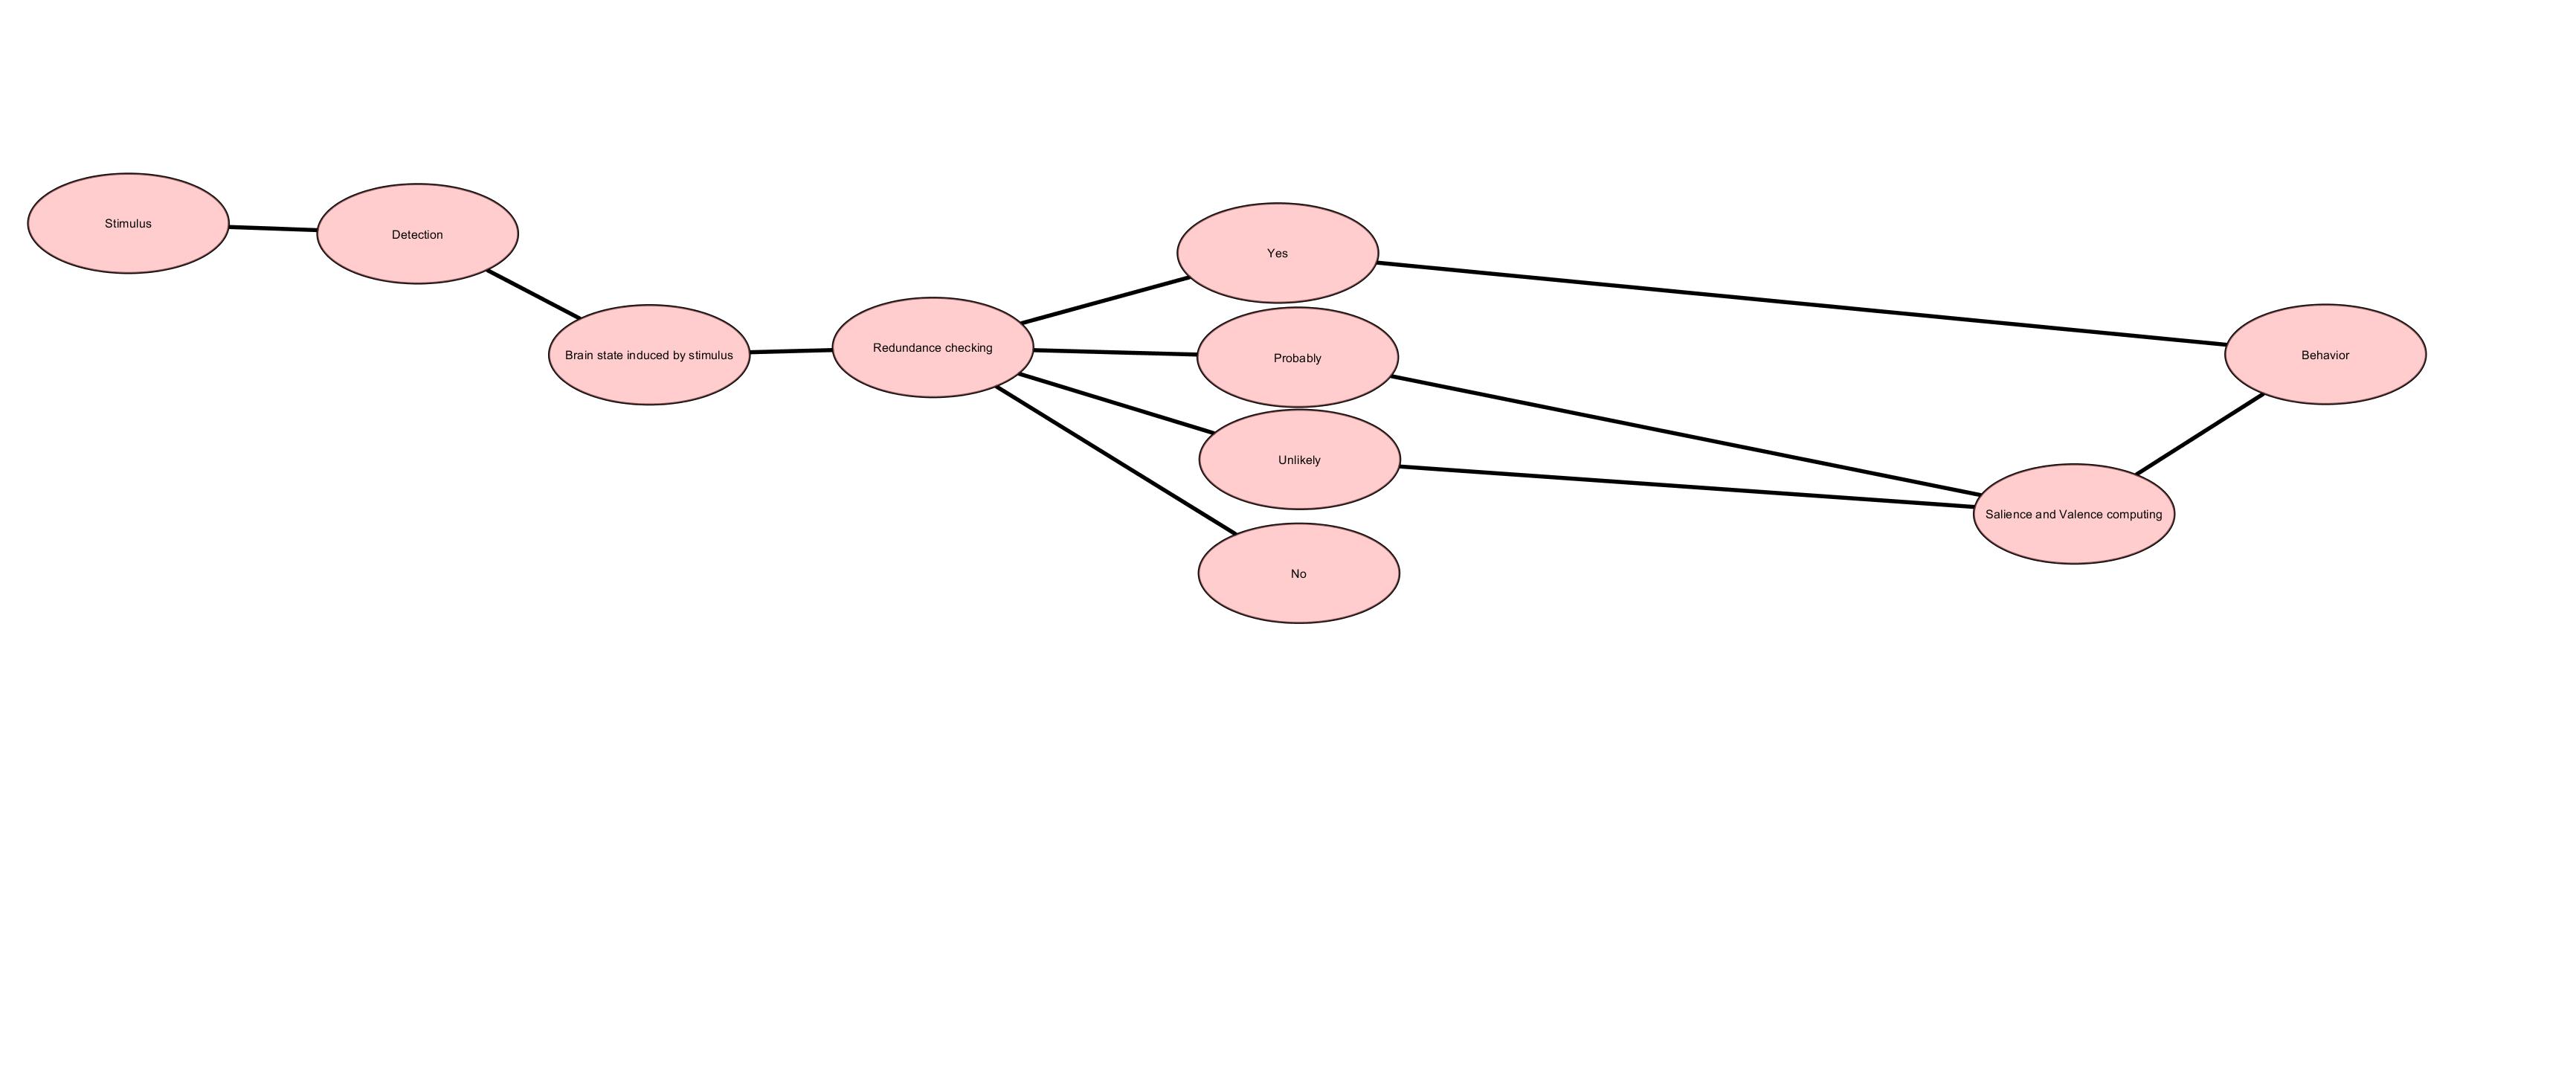 Stimulus
Detection
Brain state induced by stimulus
Redundance checking
Yes
Probably
Unlikely
No
Salience and Valence computing
Behavior